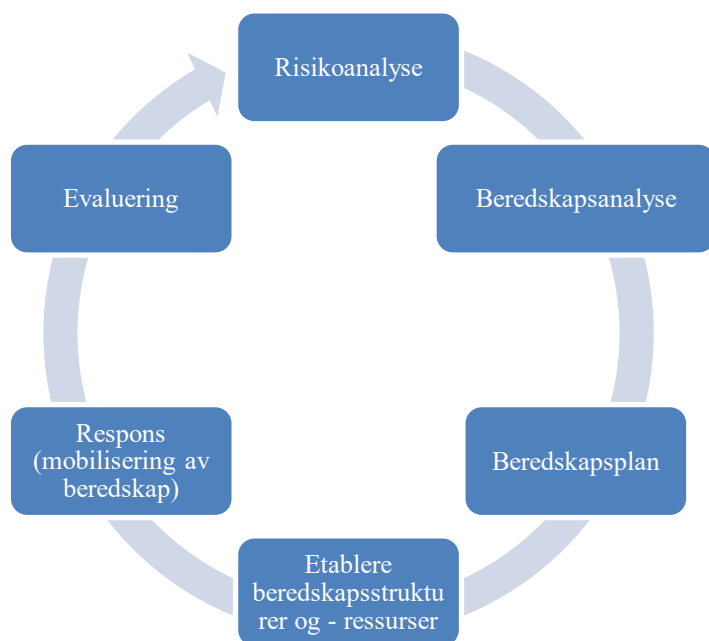 Risikoanalyse
Beredskapsanalyse
Beredskapsplan
Etablere
beredskapsstruktu
rer og - ressurser
Respons
(mobilisering av
beredskap)
Evaluering